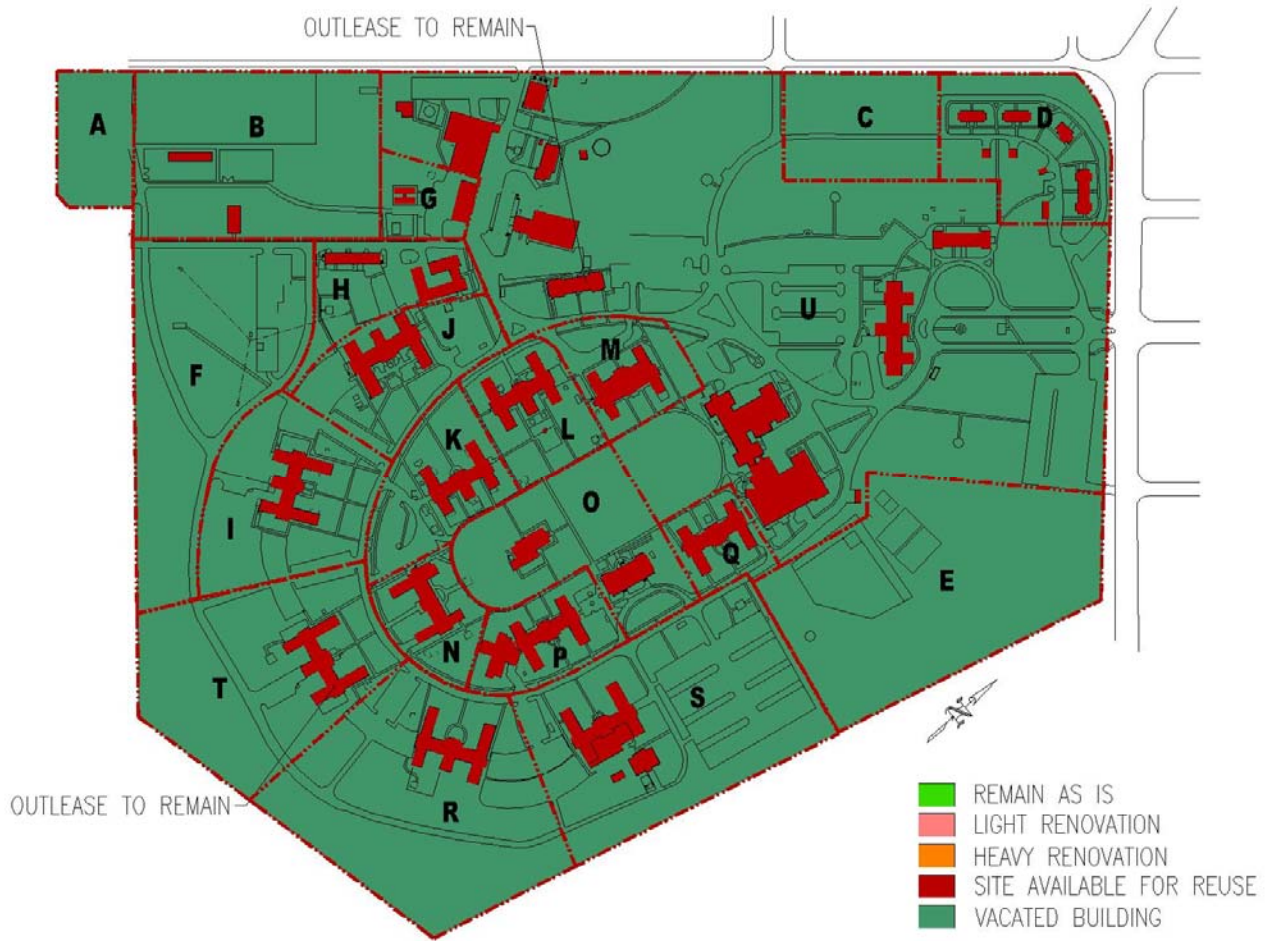 OUTLEASE TO REMAIN
A
B
C
D
G
H
U
J
M
F
K
L
O
I
Q
E
N
P
T
S
R
OUTLEASE TO REMAIN
REMAIN AS IS
LIGHT RENOVATION
HEAVY RENOVATION
SITE AVAILABLE FOR REUSE
VACATED BUILDING